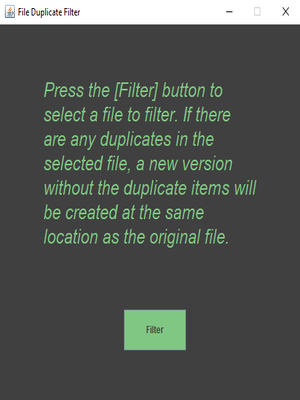 File Duplicate Filter
Press the [Filter] button to
select a file to filter. If there
are any duplicates in the
selected file, a new version
without the duplicate items will
be created at the same
location as the original file.
Filter